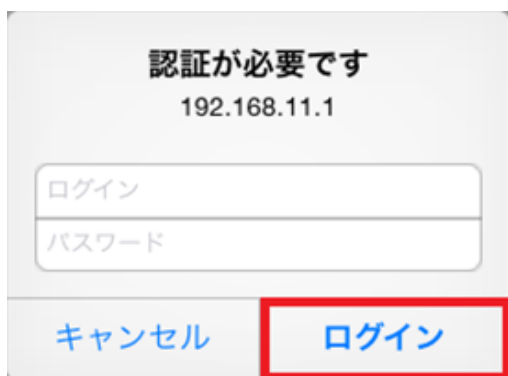 認証が必要です
192.168.11.1
ログイン
パスワード
キャンセル
ログイン